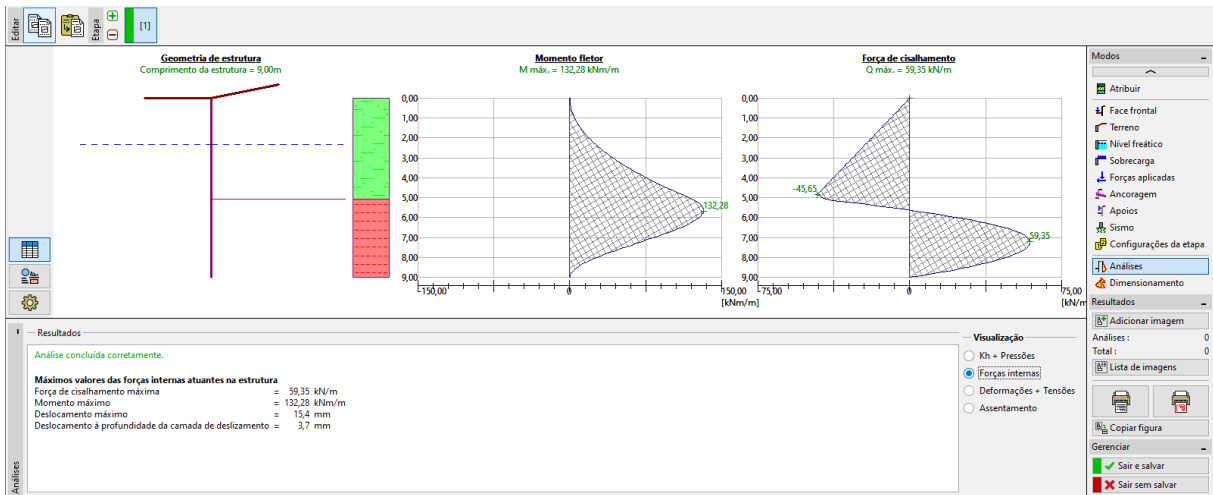 Editar
Etapa
[1]
Geometria de estrutura
Comprimento da estrutura = 9,00m
Momento fletor
M máx. = 132,28 kNm/m
Força de cisalhamento
Q máx. = 59,35 kN/m
0,00
1,00
2,00
3,00
4,00
5,00
6,00
7,00
8,00
9,00
132,28
-150,00
0
150,00
[kNm/m]
0,00
1,00
2,00
3,00
4,00
5,00
6,00
7,00
8,00
9,00
-45,65
59,35
-75,00
0
75,00
[kN/m
Modos
Atribuir
Face frontal
Terreno
Nível freático
Sobrecarga
Forças aplicadas
Ancoragem
Apoios
Sismo
Configurações da etapa
Análises
Dimensionamento
Resultados
Adicionar imagem
Análises : 0
Total : 0
Lista de imagens
Copiar figura
Gerenciar
Sair e salvar
Sair sem salvar
Análises
Resultados
Análise concluída corretamente.
Máximos valores das forças internas atuantes na estrutura
Força de cisalhamento máxima = 59,35 kN/m
Momento máximo = 132,28 kNm/m
Deslocamento máximo = 15,4 mm
Deslocamento à profundidade da camada de deslizamento = 3,7 mm
Visualização
Kh + Pressões
Forças internas
Deformações + Tensões
Assentamento